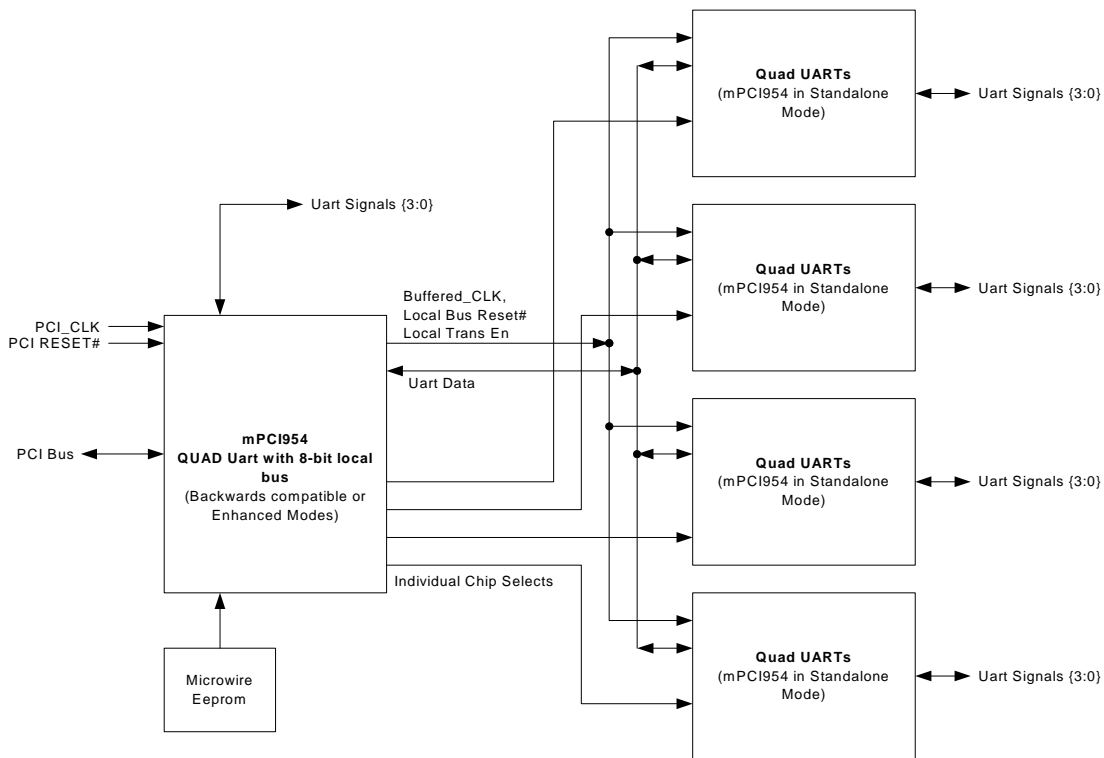 Quad UARTs
(mPCI954 in Standalone
Mode)
Uart Signals {3:0}
Uart Signals {3:0}
Quad UARTs
(mPCI954 in Standalone
Mode)
Uart Signals {3:0}
Buffered_CLK,
Local Bus Reset#
Local Trans En
PCI_CLK
PCI RESET#
Uart Data
mPCI954
QUAD Uart with 8-bit local
bus
(Backwards compatible or
Enhanced Modes)
PCI Bus
Quad UARTs
(mPCI954 in Standalone
Mode)
Uart Signals {3:0}
Individual Chip Selects
Microwire
Eeprom
Quad UARTs
(mPCI954 in Standalone
Mode)
Uart Signals {3:0}